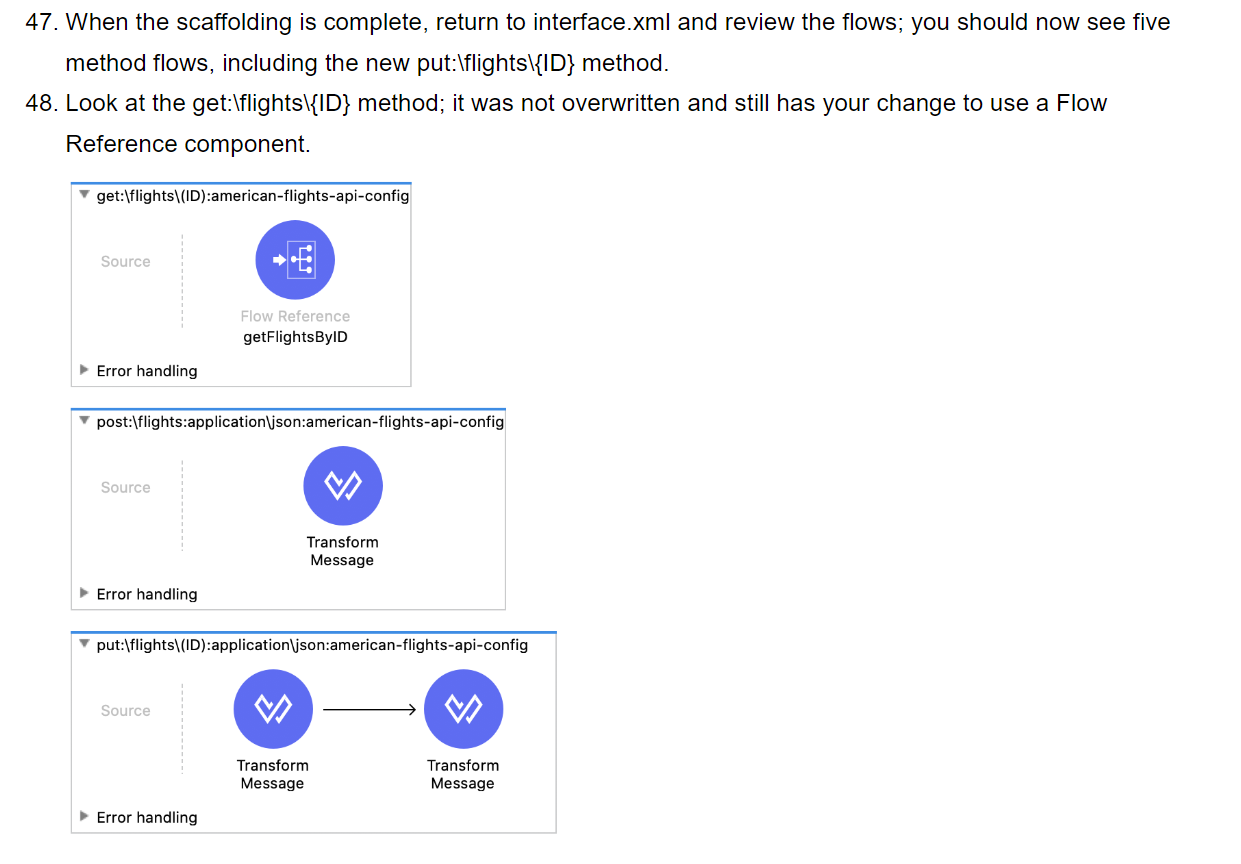 47. When the scaffolding is complete, return to interface.xml and review the flows; you should now see five
method flows, including the new put:\flights\{ID} method.
48. Look at the get:\flights\{ID} method; it was not overwritten and still has your change to use a Flow
Reference component.
get:\flights\(ID):american-flights-api-config
Source
Flow Reference
getFlightsByID
Error handling
post:\flights:application\json:american-flights-api-config
Source
Transform
Message
Error handling
put:\flights\(ID):application\json:american-flights-api-config
Source
Transform
Message
Transform
Message
Error handling